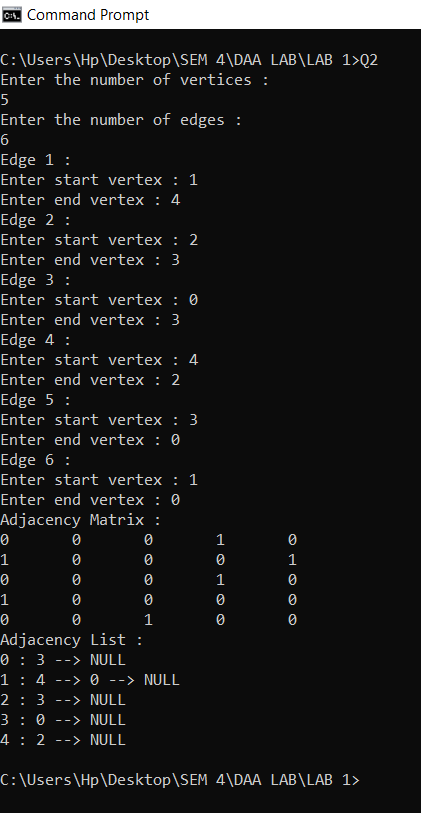 Command Prompt
C:\Users\Hp\Desktop\SEM 4\DAA LAB\LAB 1>Q2
Enter the number of vertices :
5
Enter the number of edges :
6
Edge 1 :
Enter start vertex : 1
Enter end vertex : 4
Edge 2 :
Enter start vertex : 2
Enter end vertex : 3
Edge 3 :
Enter start vertex : 0
Enter end vertex : 3
Edge 4 :
Enter start vertex : 4
Enter end vertex : 2
Edge 5 :
Enter start vertex : 3
Enter end vertex : 0
Edge 6 :
Enter start vertex : 1
Enter end vertex : 0
Adjacency Matrix :
0 0 0 1 0
1 0 0 0 1
0 0 0 1 0
1 0 0 0 0
0 0 1 0 0
Adjacency List :
0 : 3 --> NULL
1 : 4 --> 0 --> NULL
2 : 3 --> NULL
3 : 0 --> NULL
4 : 2 --> NULL
C:\Users\Hp\Desktop\SEM 4\DAA LAB\LAB 1>